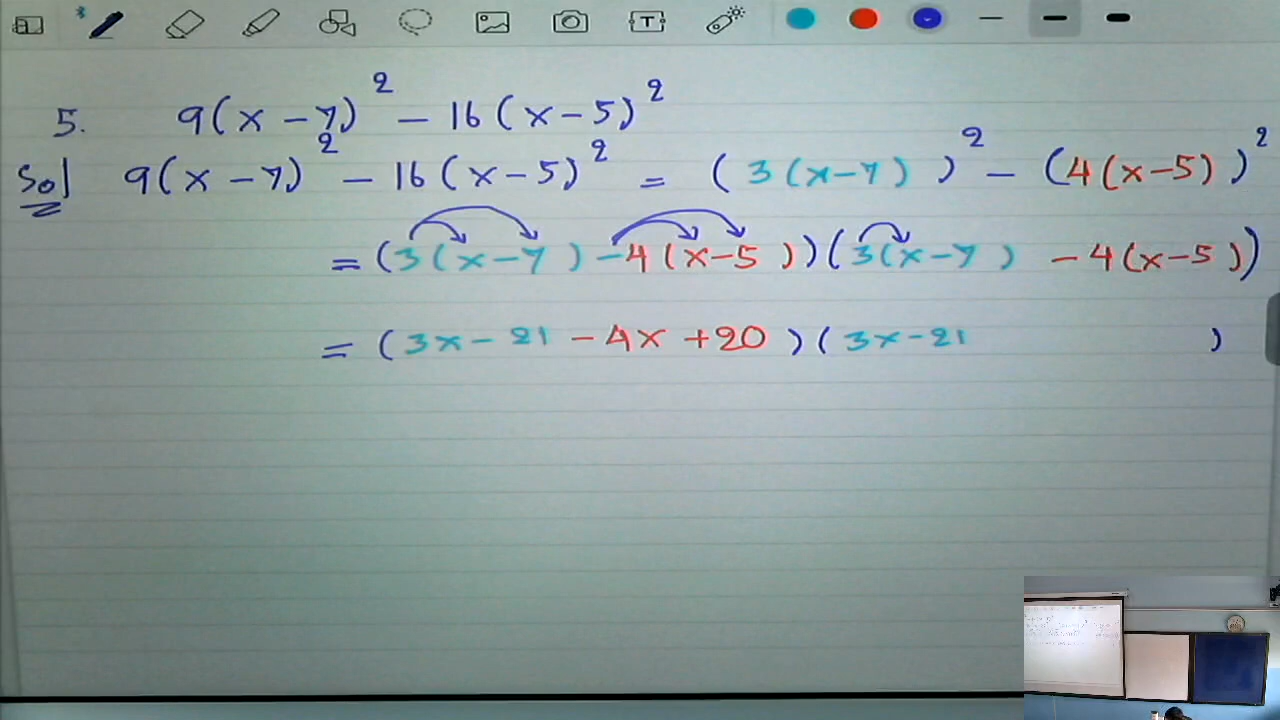 5. 9(x-7)² - 16(x-5)²
Sol 9(x-7)² - 16(x-5)² = (3(x-7))² - (4(x-5))²
= (3(x-7) - 4(x-5))(3(x-7) - 4(x-5))
= (3x - 21 - 4x + 20)(3x - 21 )